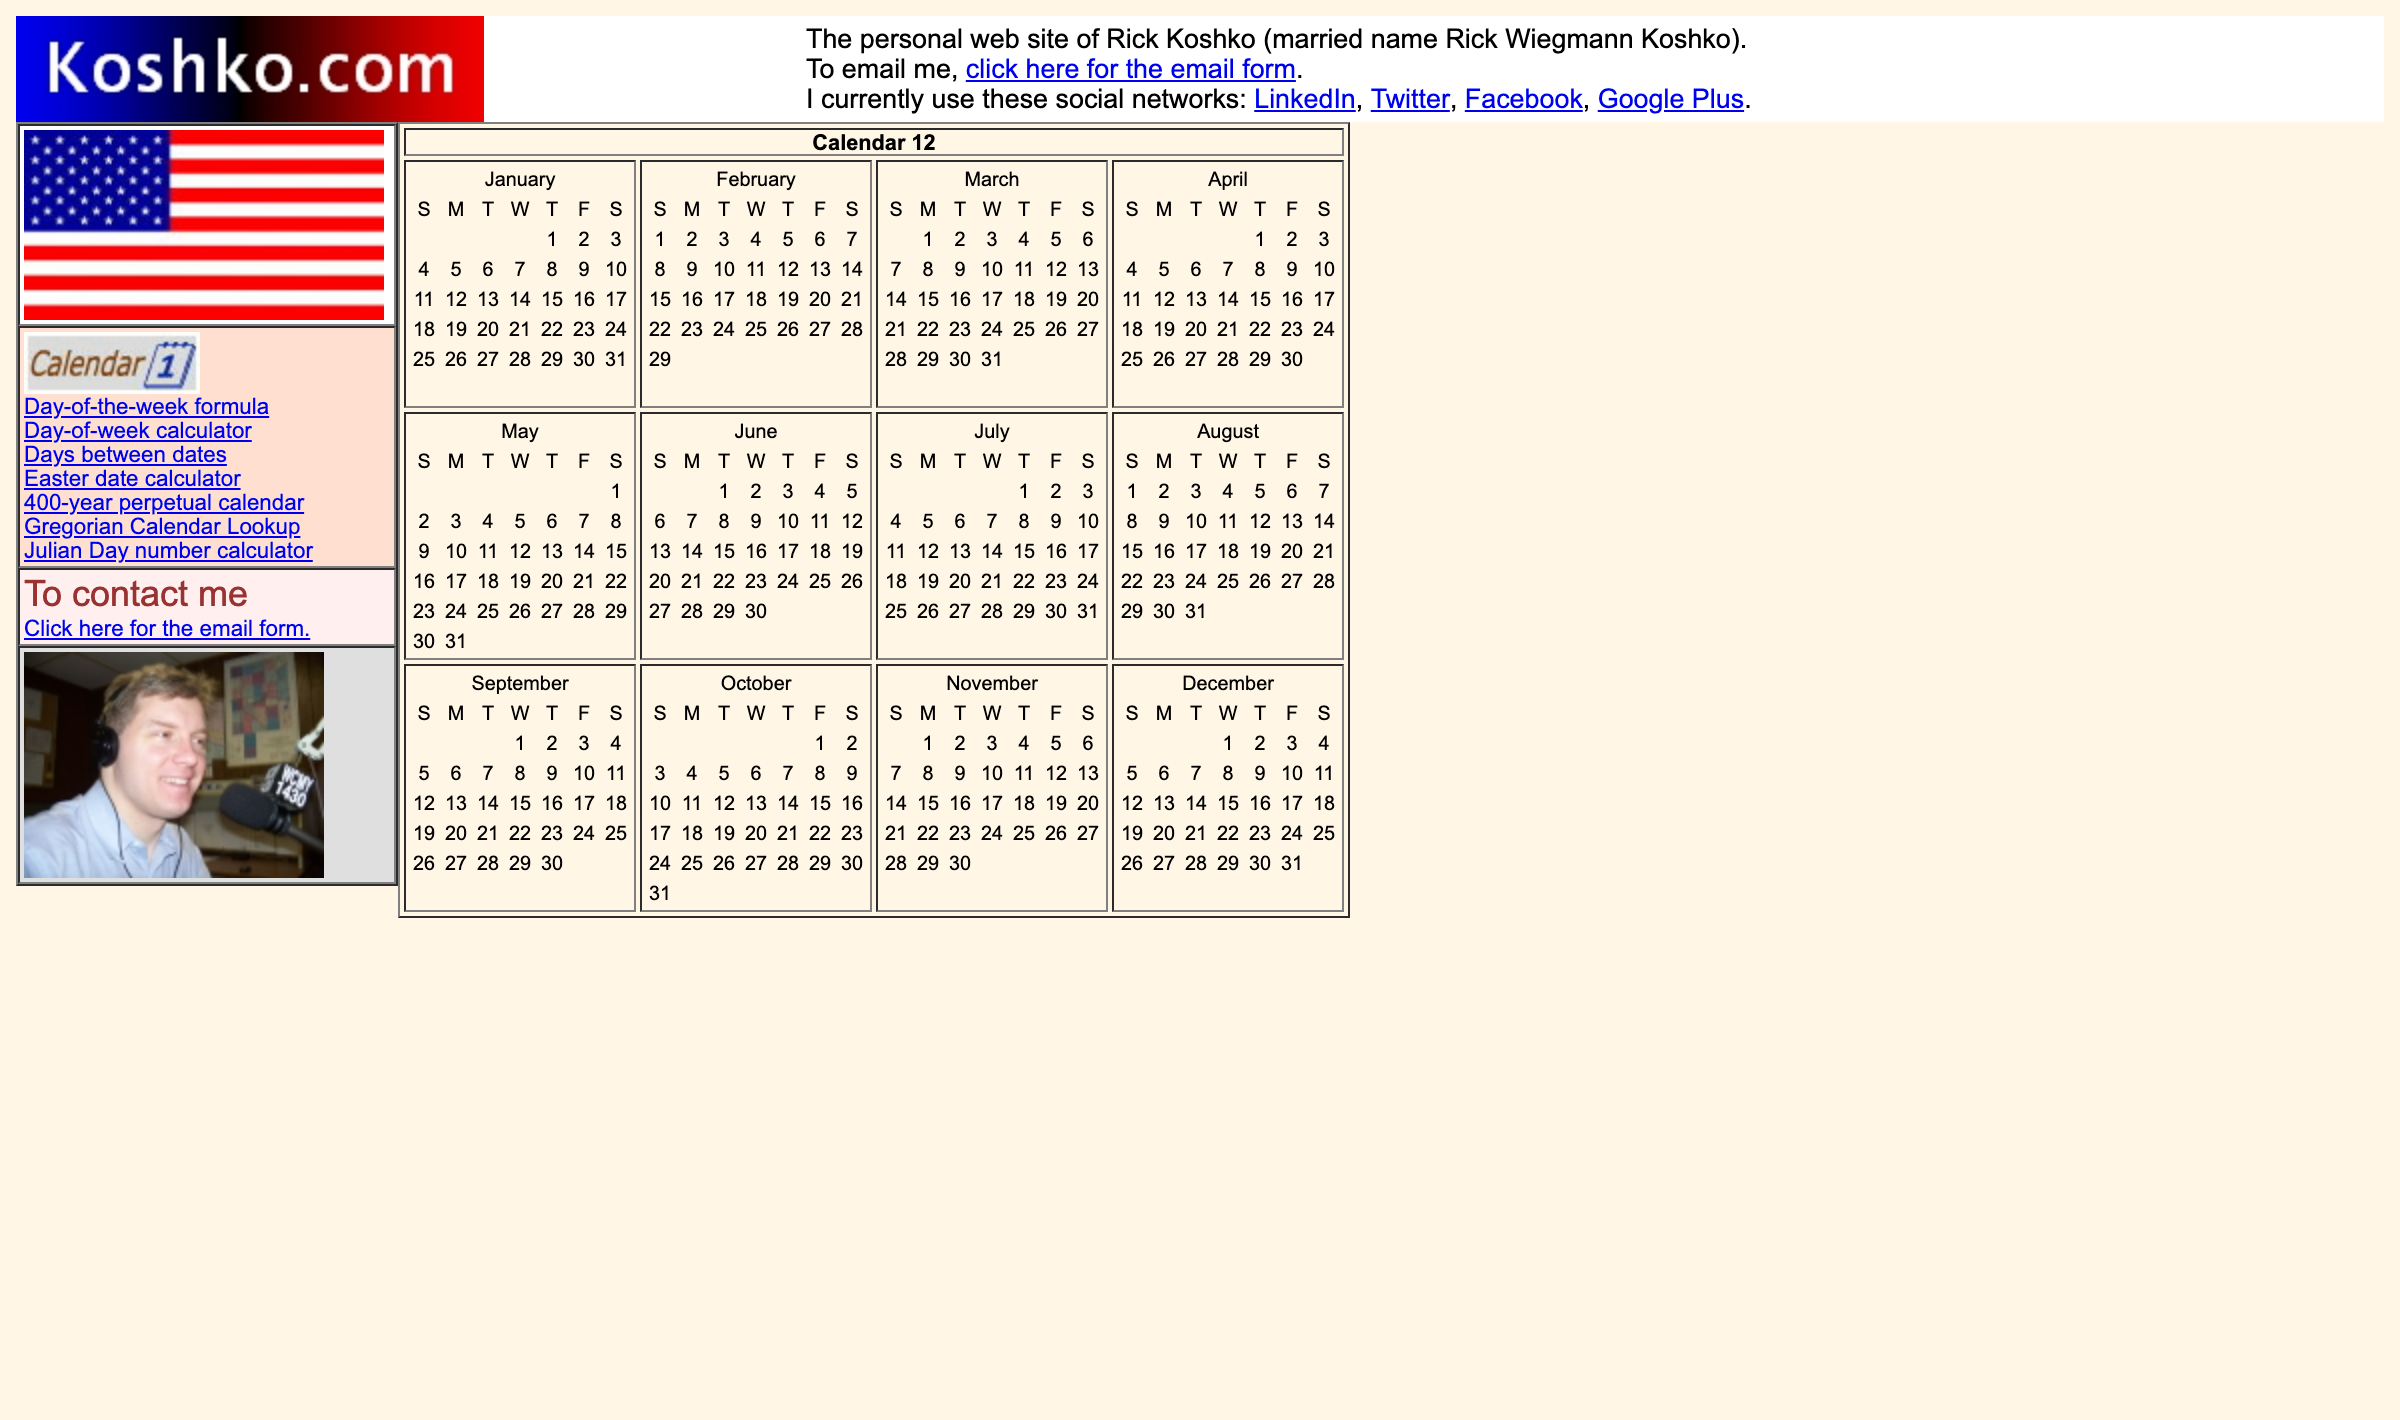 Koshko.com
The personal web site of Rick Koshko (married name Rick Wiegmann Koshko).
To email me, click here for the email form.
I currently use these social networks: LinkedIn, Twitter, Facebook, Google Plus.
Calendar 1
Day-of-the-week formula
Day-of-week calculator
Days between dates
Easter date calculator
400-year perpetual calendar
Gregorian Calendar Lookup
Julian Day number calculator
To contact me
Click here for the email form.
WCMY
1430
Calendar 12
January
S M T W T F S
1 2 3
4 5 6 7 8 9 10
11 12 13 14 15 16 17
18 19 20 21 22 23 24
25 26 27 28 29 30 31
February
S M T W T F S
1 2 3 4 5 6 7
8 9 10 11 12 13 14
15 16 17 18 19 20 21
22 23 24 25 26 27 28
29
March
S M T W T F S
1 2 3 4 5 6
7 8 9 10 11 12 13
14 15 16 17 18 19 20
21 22 23 24 25 26 27
28 29 30 31
April
S M T W T F S
1 2 3
4 5 6 7 8 9 10
11 12 13 14 15 16 17
18 19 20 21 22 23 24
25 26 27 28 29 30
May
S M T W T F S
1
2 3 4 5 6 7 8
9 10 11 12 13 14 15
16 17 18 19 20 21 22
23 24 25 26 27 28 29
30 31
June
S M T W T F S
1 2 3 4 5
6 7 8 9 10 11 12
13 14 15 16 17 18 19
20 21 22 23 24 25 26
27 28 29 30
July
S M T W T F S
1 2 3
4 5 6 7 8 9 10
11 12 13 14 15 16 17
18 19 20 21 22 23 24
25 26 27 28 29 30 31
August
S M T W T F S
1 2 3 4 5 6 7
8 9 10 11 12 13 14
15 16 17 18 19 20 21
22 23 24 25 26 27 28
29 30 31
September
S M T W T F S
1 2 3 4
5 6 7 8 9 10 11
12 13 14 15 16 17 18
19 20 21 22 23 24 25
26 27 28 29 30
October
S M T W T F S
1 2
3 4 5 6 7 8 9
10 11 12 13 14 15 16
17 18 19 20 21 22 23
24 25 26 27 28 29 30
31
November
S M T W T F S
1 2 3 4 5 6
7 8 9 10 11 12 13
14 15 16 17 18 19 20
21 22 23 24 25 26 27
28 29 30
December
S M T W T F S
1 2 3 4
5 6 7 8 9 10 11
12 13 14 15 16 17 18
19 20 21 22 23 24 25
26 27 28 29 30 31